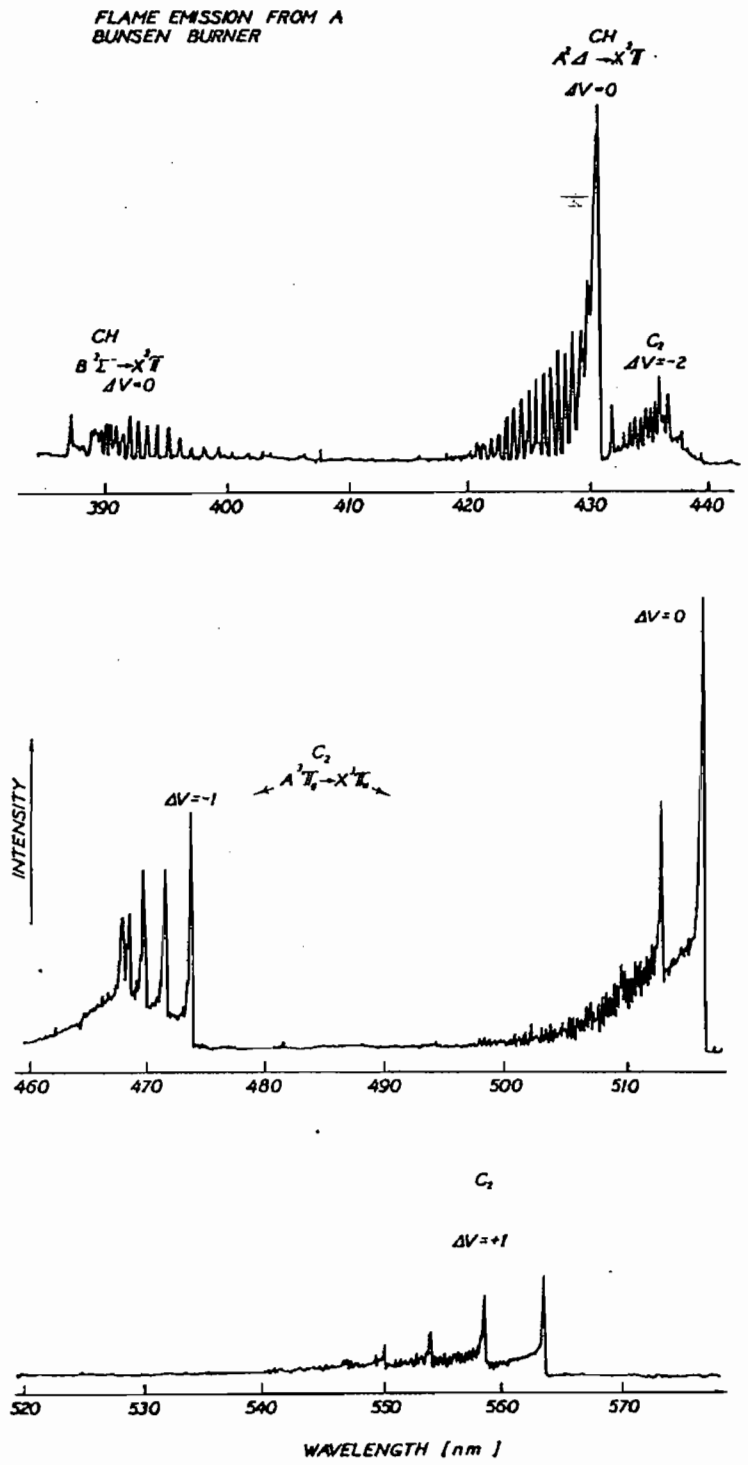 FLAME EMISSION FROM A
BUNSEN BURNER
CH
A²Δ→X²Π
ΔV=0
CH
B²Σ⁻→X²Π
ΔV=0
C₂
ΔV=-2
390 400 410 420 430 440
ΔV=0
C₂
A³Πg→X³Πu
ΔV=-1
INTENSITY
460 470 480 490 500 510
C₂
ΔV=+1
520 530 540 550 560 570
WAVELENGTH [nm]